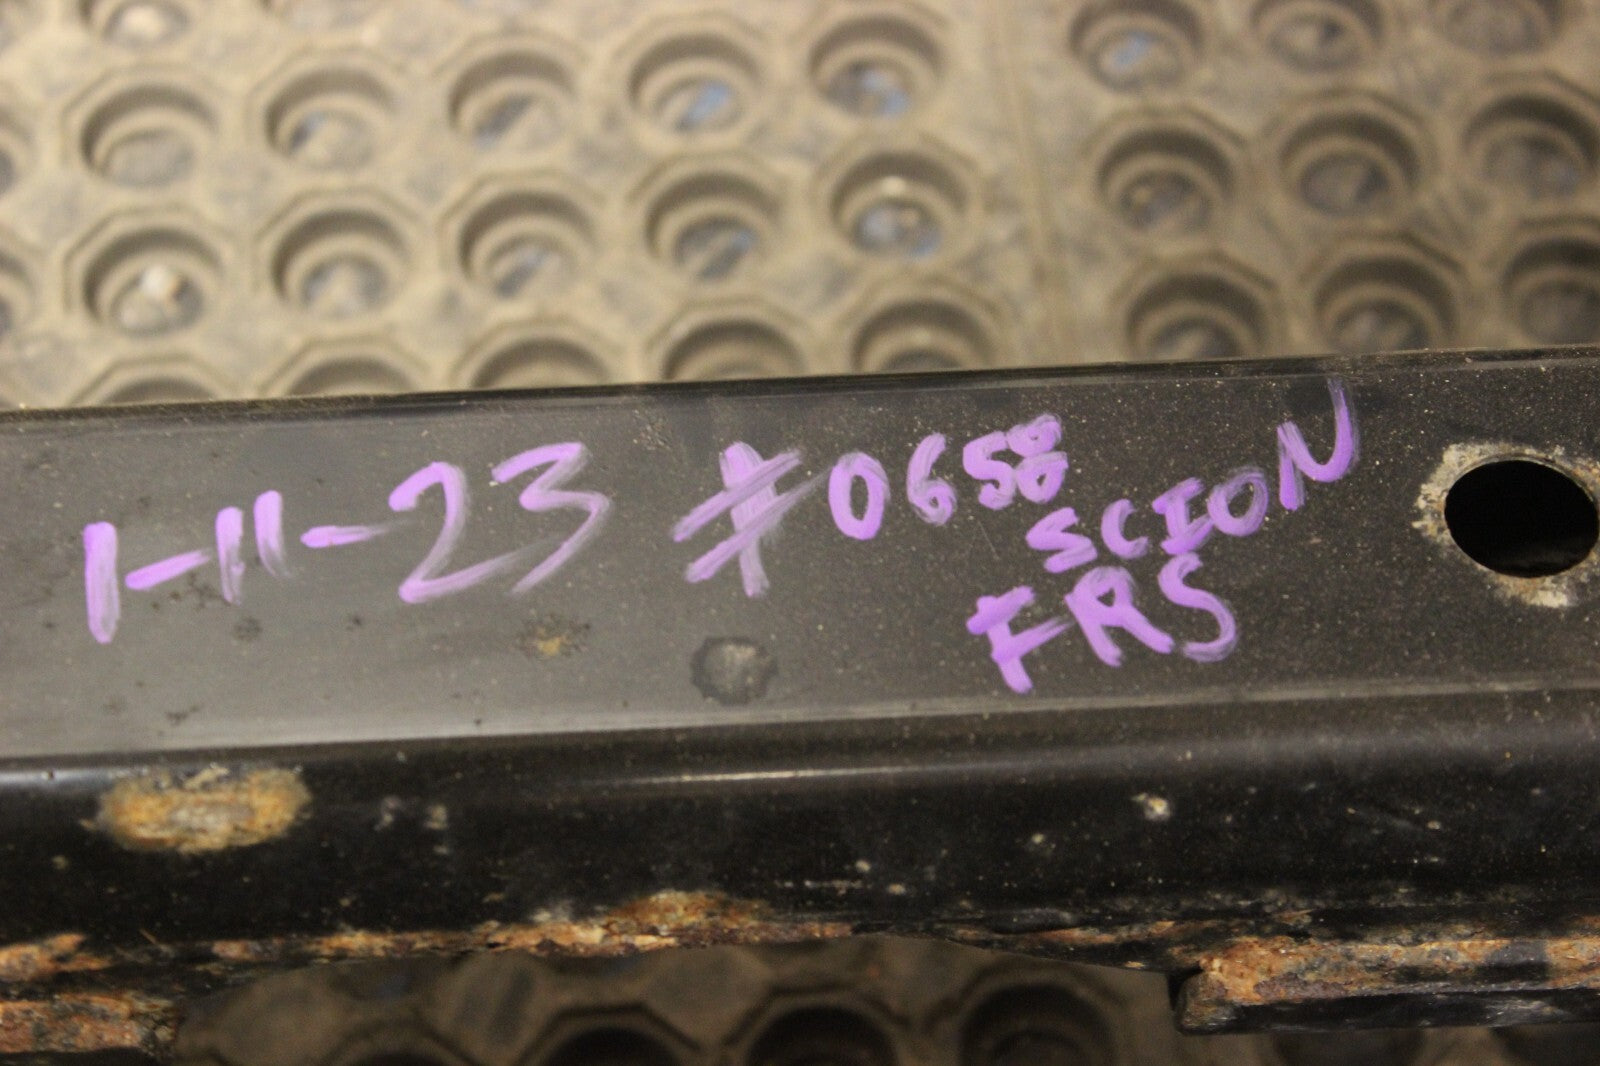 1-11-23 #0658
SCION
FRS